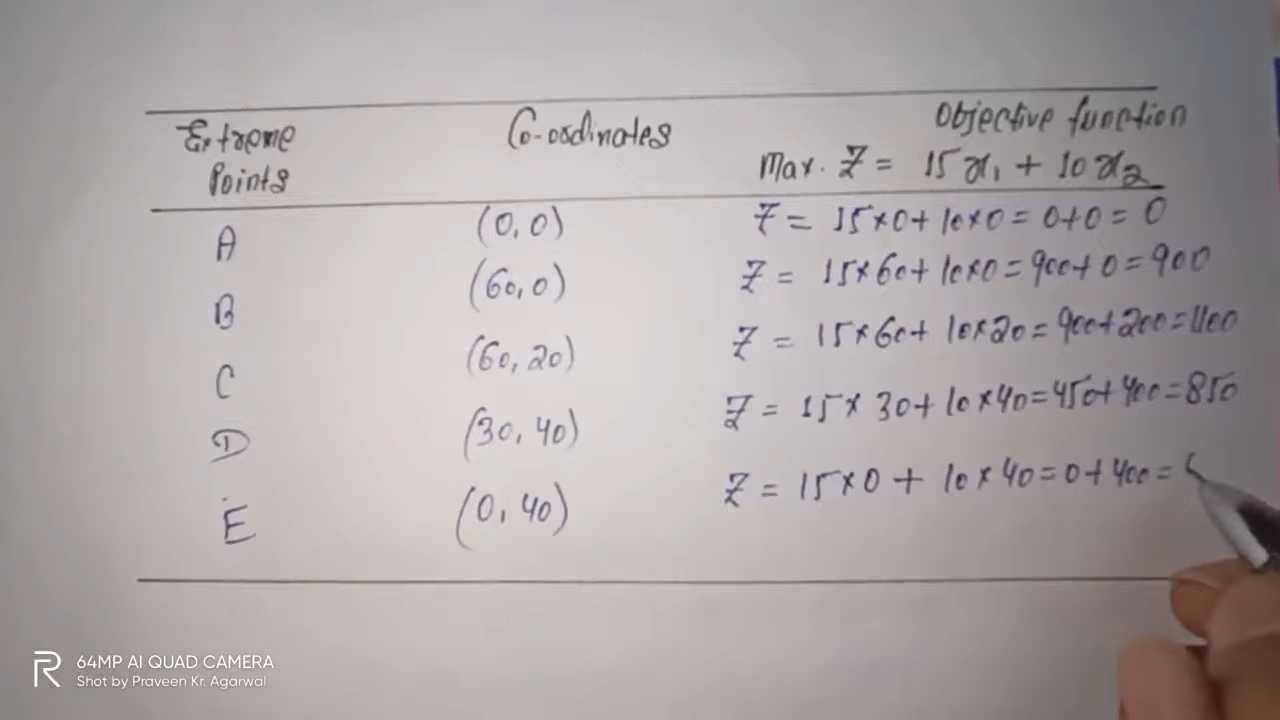 Extreme Points Co-ordinates Objective function
Max. Z = 15x₁ + 10x₂
A (0,0) Z = 15×0+10×0=0+0=0
B (60,0) Z = 15×60+10×0=900+0=900
C (60,20) Z = 15×60+10×20=900+200=1100
D (30,40) Z = 15×30+10×40=450+400=850
E (0,40) Z = 15×0+10×40=0+400=
64MP AI QUAD CAMERA
Shot by Praveen Kr. Agarwal